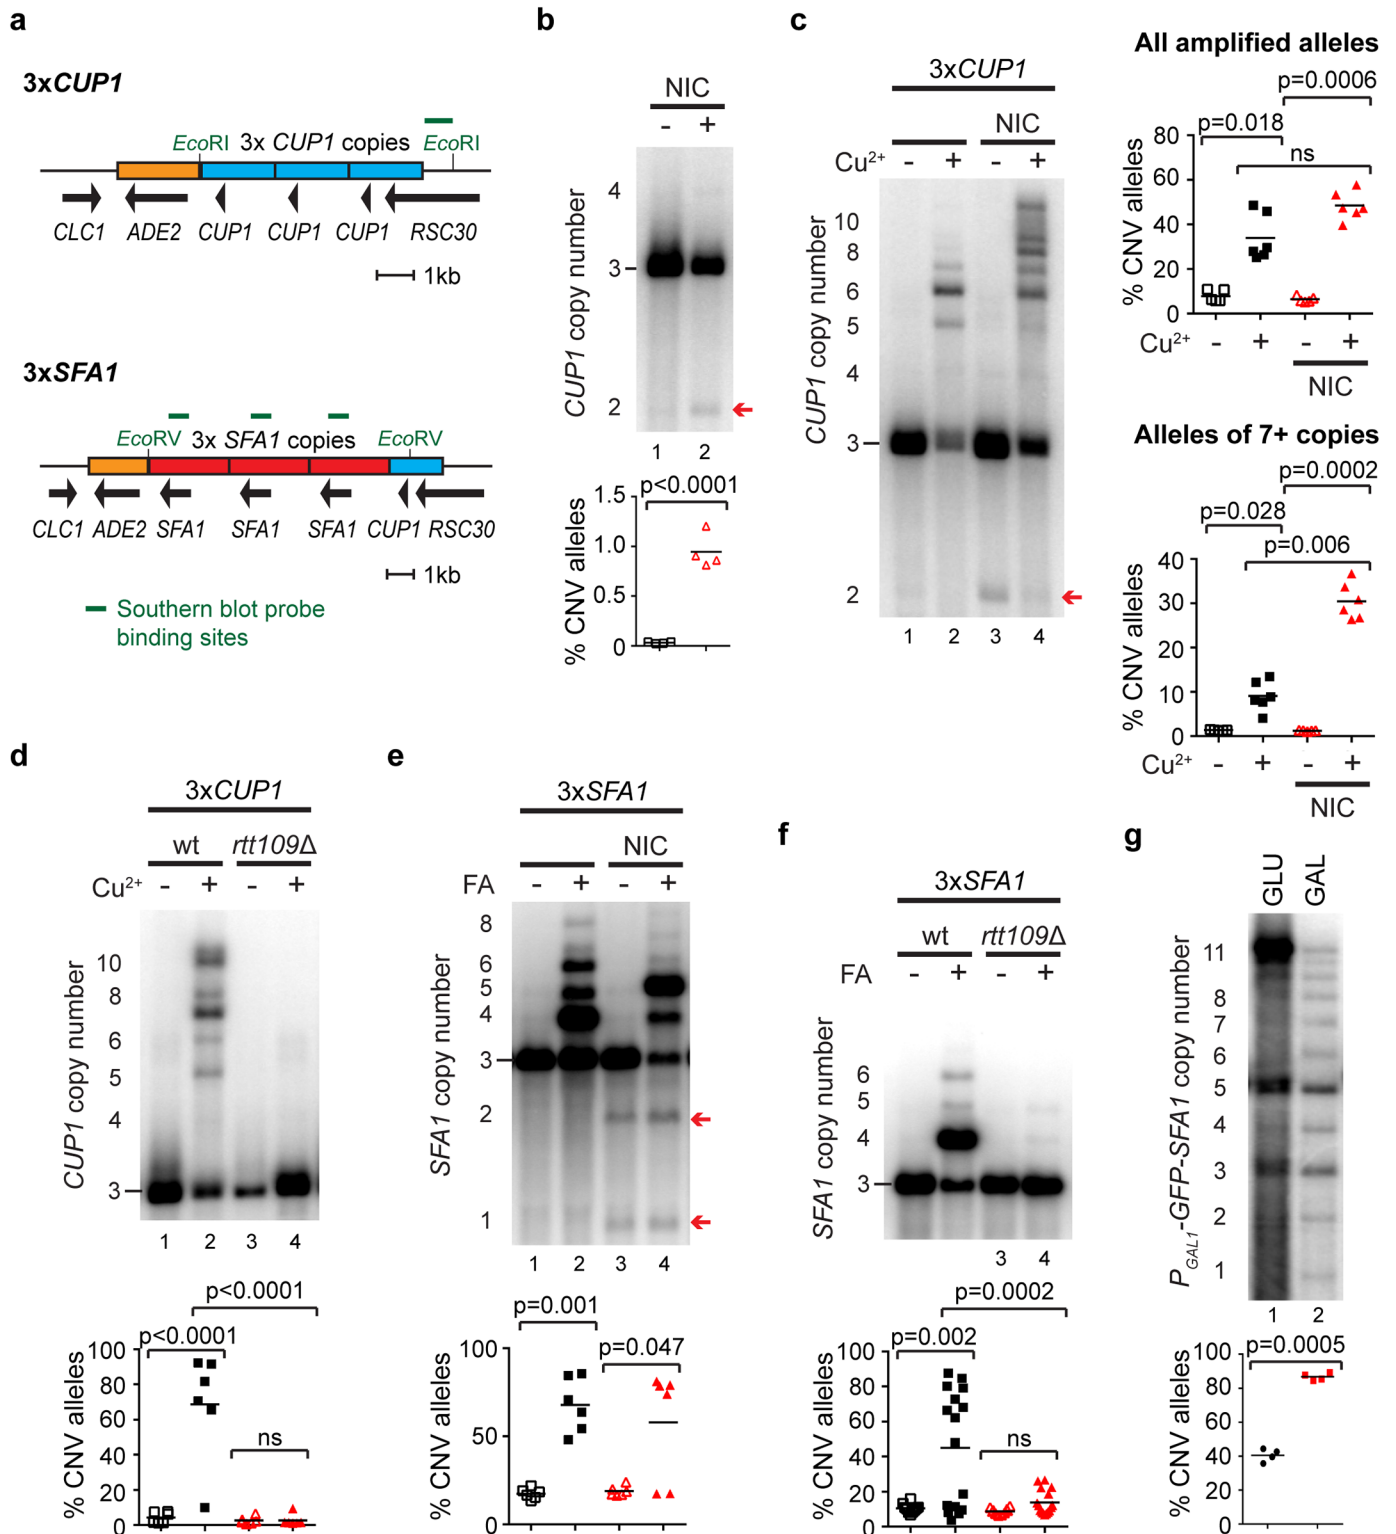 a
3xCUP1
EcoRI 3x CUP1 copies EcoRI
CLC1 ADE2 CUP1 CUP1 CUP1 RSC30
1kb
3xSFA1
EcoRV 3x SFA1 copies EcoRV
CLC1 ADE2 SFA1 SFA1 SFA1 CUP1 RSC30
1kb
Southern blot probe
binding sites
b
NIC
- +
CUP1 copy number
4
3
2
1 2
p<0.0001
% CNV alleles
1.5
1.0
0.5
0
c
3xCUP1
NIC
Cu²⁺ - + - +
CUP1 copy number
10
8
6
5
4
3
2
1 2 3 4
All amplified alleles
p=0.0006
p=0.018
ns
% CNV alleles
80
60
40
20
0
Cu²⁺ - + - +
NIC
Alleles of 7+ copies
p=0.0002
p=0.028
p=0.006
% CNV alleles
40
30
20
10
0
Cu²⁺ - + - +
NIC
d
3xCUP1
wt rtt109Δ
Cu²⁺ - + - +
CUP1 copy number
10
8
6
5
4
3
1 2 3 4
p<0.0001
p<0.0001
ns
% CNV alleles
100
80
60
40
20
0
e
3xSFA1
NIC
FA - + - +
SFA1 copy number
8
6
5
4
3
2
1
1 2 3 4
p=0.001
p=0.047
% CNV alleles
100
50
0
f
3xSFA1
wt rtt109Δ
FA - + - +
SFA1 copy number
6
5
4
3
3 4
p=0.0002
p=0.002
ns
% CNV alleles
100
80
60
40
20
0
g
GLU GAL
P_GAL1-GFP-SFA1 copy number
11
8
7
6
5
4
3
2
1
1 2
p=0.0005
% CNV alleles
100
80
60
40
20
0